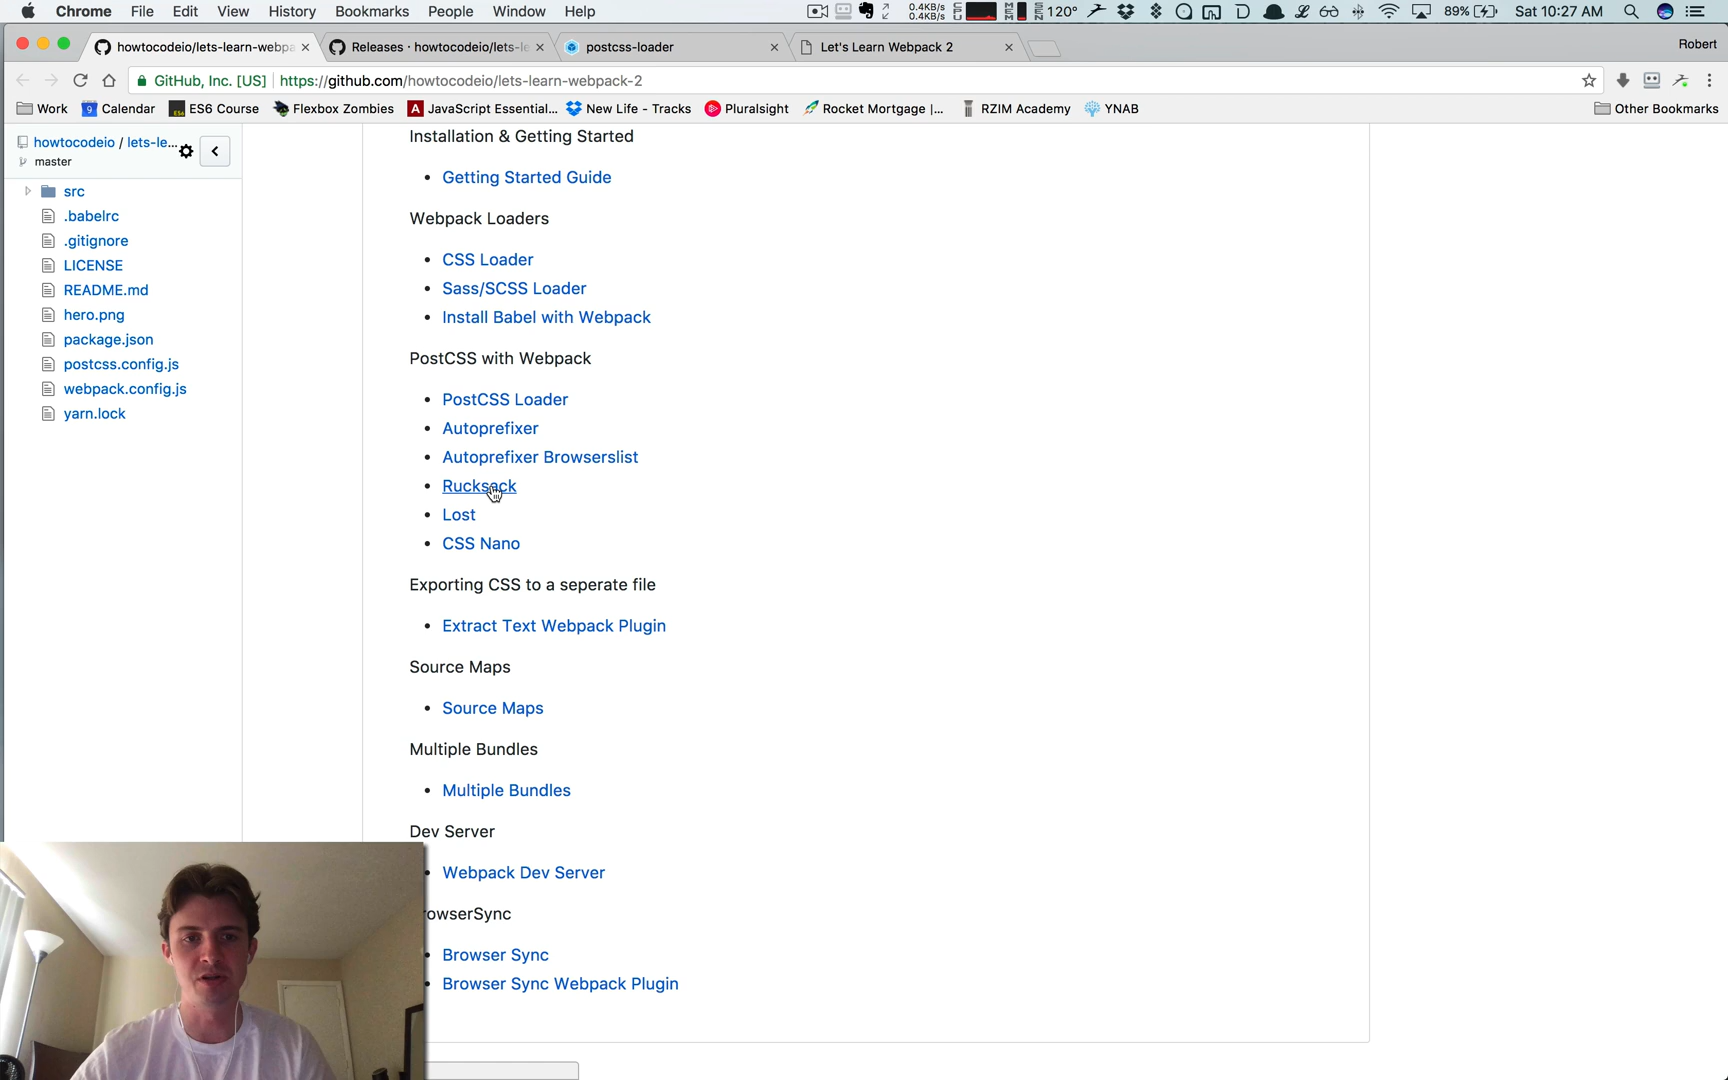 Chrome File Edit View History Bookmarks People Window Help 0.4KB/s 0.4KB/s CPU MEM SEN 120° 89% Sat 10:27 AM
howtocodeio/lets-learn-webpa Releases · howtocodeio/lets-le postcss-loader Let's Learn Webpack 2 Robert
GitHub, Inc. [US] https://github.com/howtocodeio/lets-learn-webpack-2
Work Calendar ES6 Course Flexbox Zombies JavaScript Essential... New Life - Tracks Pluralsight Rocket Mortgage |... RZIM Academy YNAB Other Bookmarks
howtocodeio / lets-le...
master
src
.babelrc
.gitignore
LICENSE
README.md
hero.png
package.json
postcss.config.js
webpack.config.js
yarn.lock
Installation & Getting Started
Getting Started Guide
Webpack Loaders
CSS Loader
Sass/SCSS Loader
Install Babel with Webpack
PostCSS with Webpack
PostCSS Loader
Autoprefixer
Autoprefixer Browserslist
Rucksack
Lost
CSS Nano
Exporting CSS to a seperate file
Extract Text Webpack Plugin
Source Maps
Source Maps
Multiple Bundles
Multiple Bundles
Dev Server
Webpack Dev Server
rowserSync
Browser Sync
Browser Sync Webpack Plugin